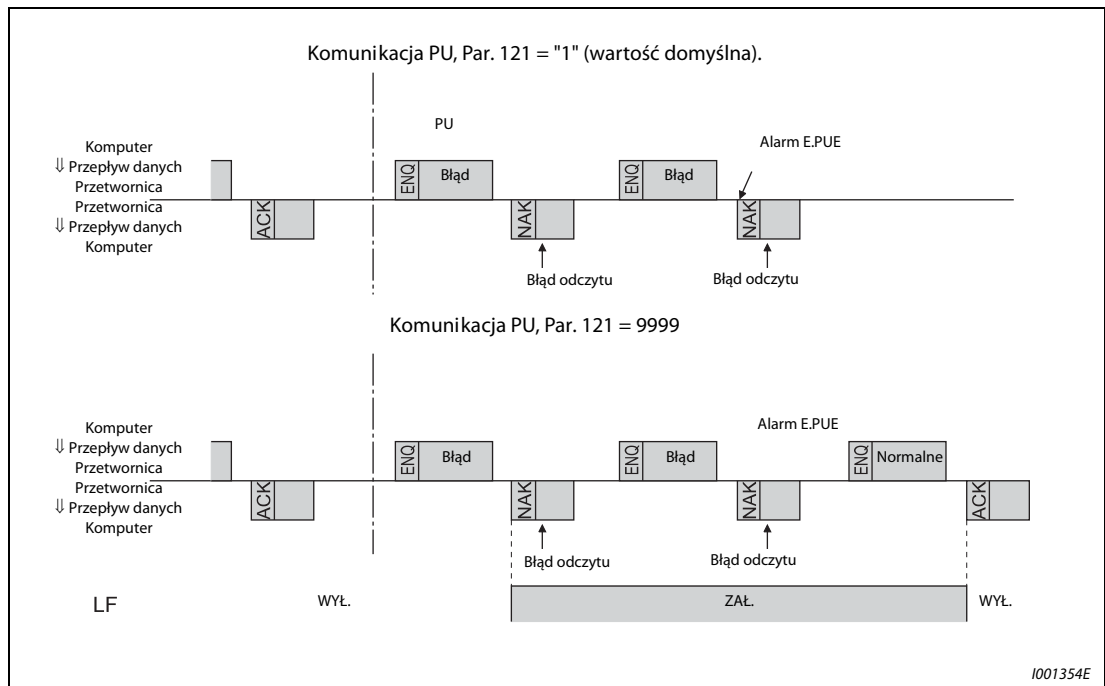 Komunikacja PU, Par. 121 = "1" (wartość domyślna).
PU
Alarm E.PUE
Komputer
⇓ Przepływ danych
Przetwornica
Przetwornica
⇓ Przepływ danych
Komputer
ENQ
Błąd
ENQ
Błąd
ACK
NAK
NAK
Błąd odczytu
Błąd odczytu
Komunikacja PU, Par. 121 = 9999
Alarm E.PUE
Komputer
⇓ Przepływ danych
Przetwornica
Przetwornica
⇓ Przepływ danych
Komputer
ENQ
Błąd
ENQ
Błąd
ENQ
Normalne
ACK
NAK
NAK
ACK
Błąd odczytu
Błąd odczytu
LF
WYŁ.
ZAŁ.
WYŁ.
I001354E